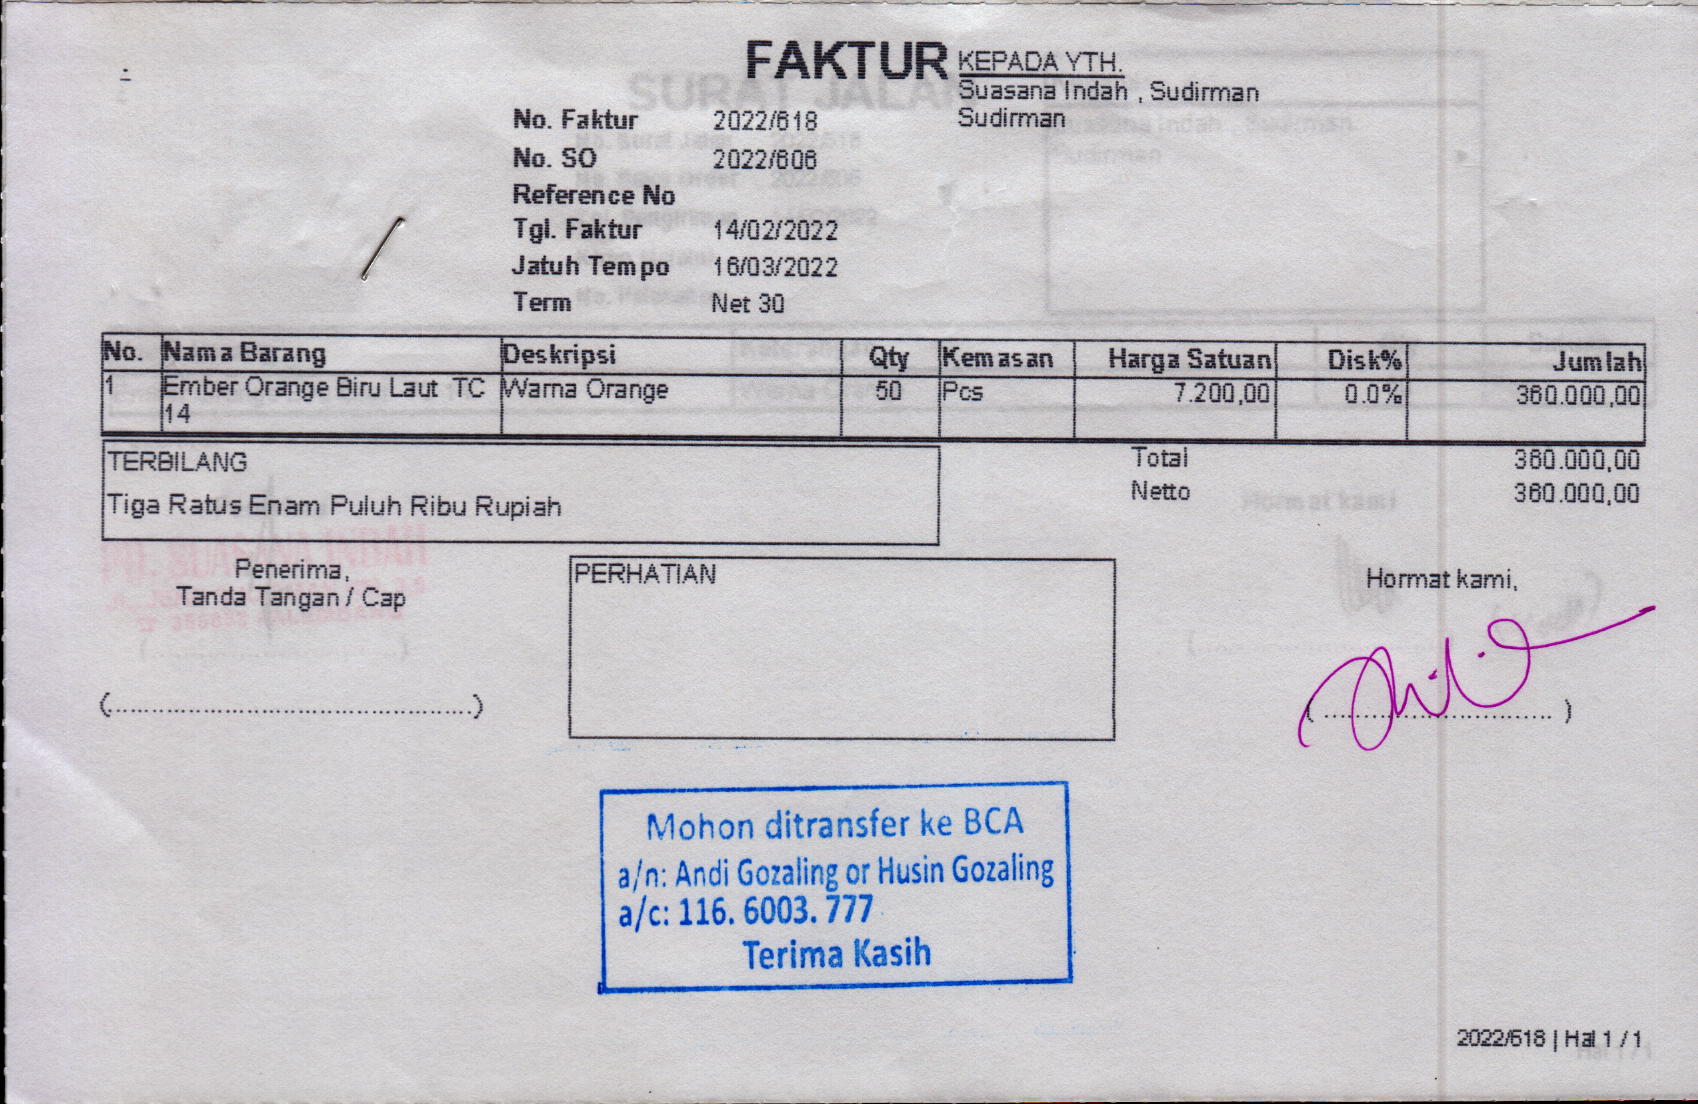 FAKTUR
KEPADA YTH.
Suasana Indah , Sudirman
Sudirman
No. Faktur 2022/618
No. SO 2022/606
Reference No
Tgl. Faktur 14/02/2022
Jatuh Tempo 16/03/2022
Term Net 30
No. Nama Barang Deskripsi Qty Kemasan Harga Satuan Disk% Jumlah
1 Ember Orange Biru Laut TC Warna Orange 50 Pcs 7.200,00 0.0% 360.000,00
14
TERBILANG
Tiga Ratus Enam Puluh Ribu Rupiah
Total 360.000,00
Netto 360.000,00
Penerima,
Tanda Tangan / Cap
(..............................................)
PERHATIAN
Hormat kami,
( ............................. )
Mohon ditransfer ke BCA
a/n: Andi Gozaling or Husin Gozaling
a/c: 116. 6003. 777
Terima Kasih
2022/618 | Hal 1 / 1